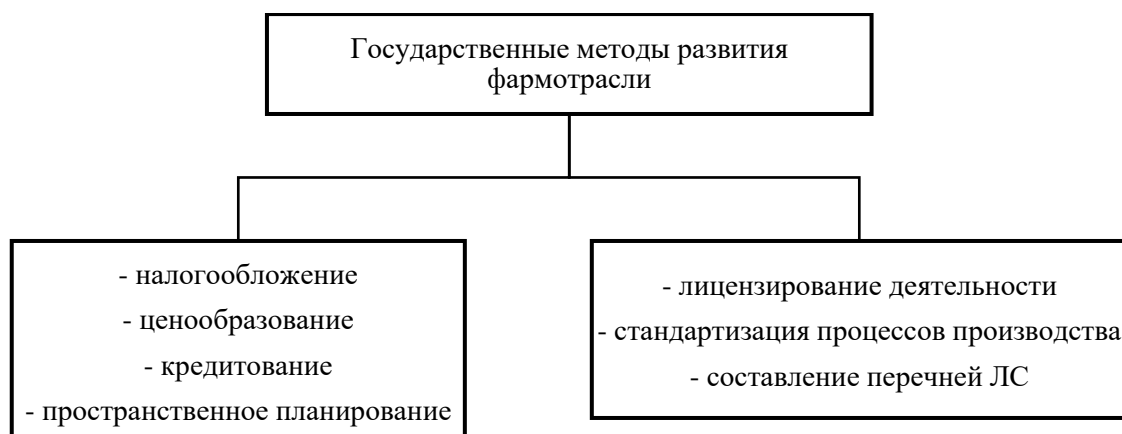 Государственные методы развития
фармотрасли
- налогообложение
- ценообразование
- кредитование
- пространственное планирование
- лицензирование деятельности
- стандартизация процессов производства
- составление перечней ЛС